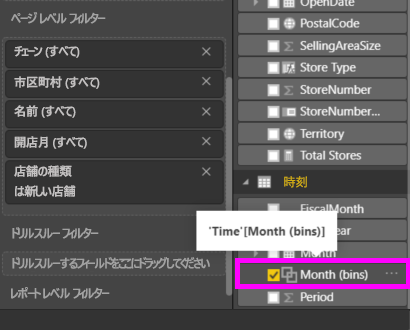 ページ レベル フィルター
チェーン (すべて)
市区町村 (すべて)
名前 (すべて)
開店月 (すべて)
店舗の種類
は新しい店舗
ドリルスルー フィルター
ドリルスルーするフィールドをここにドラッグしてください
レポート レベル フィルター
OpenDate
PostalCode
SellingAreaSize
Store Type
StoreNumber
StoreNumber...
Territory
Total Stores
時刻
FiscalMonth
ear
'Time'[Month (bins)]
Month
Month (bins)
Period